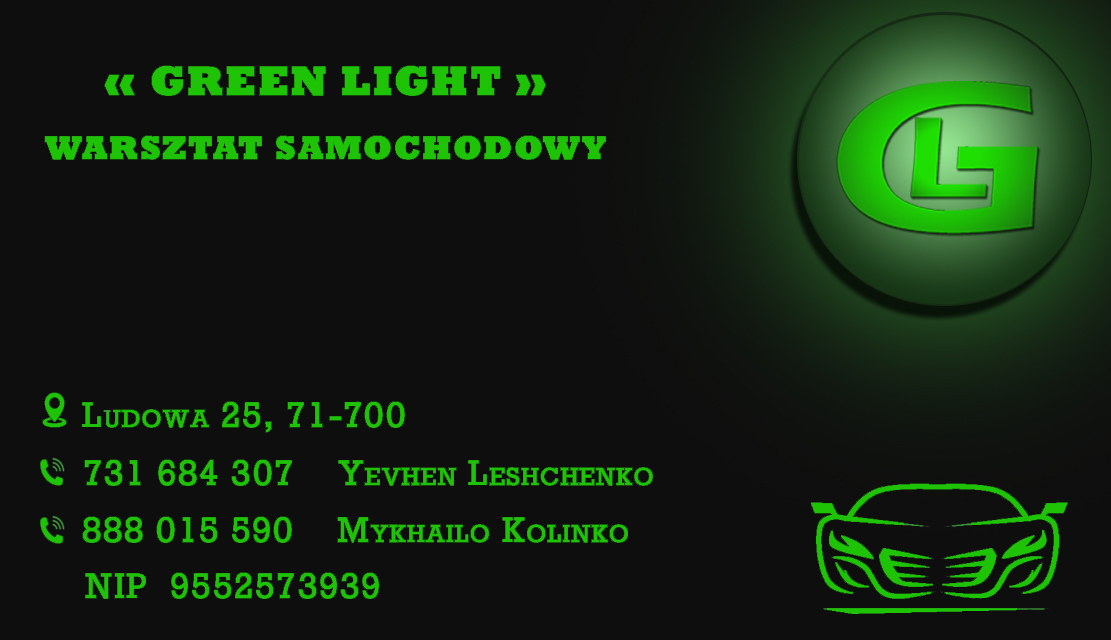 « GREEN LIGHT »
WARSZTAT SAMOCHODOWY
GL
Ludowa 25, 71-700
731 684 307 Yevhen Leshchenko
888 015 590 Mykhailo Kolinko
NIP 9552573939